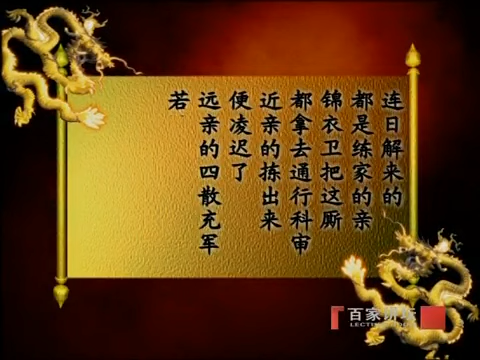 连日解来的
都是练家的亲
锦衣卫把这厮
都拿去通行科审
近亲的拣出来
便凌迟了
远亲的四散充军
若
百家讲坛